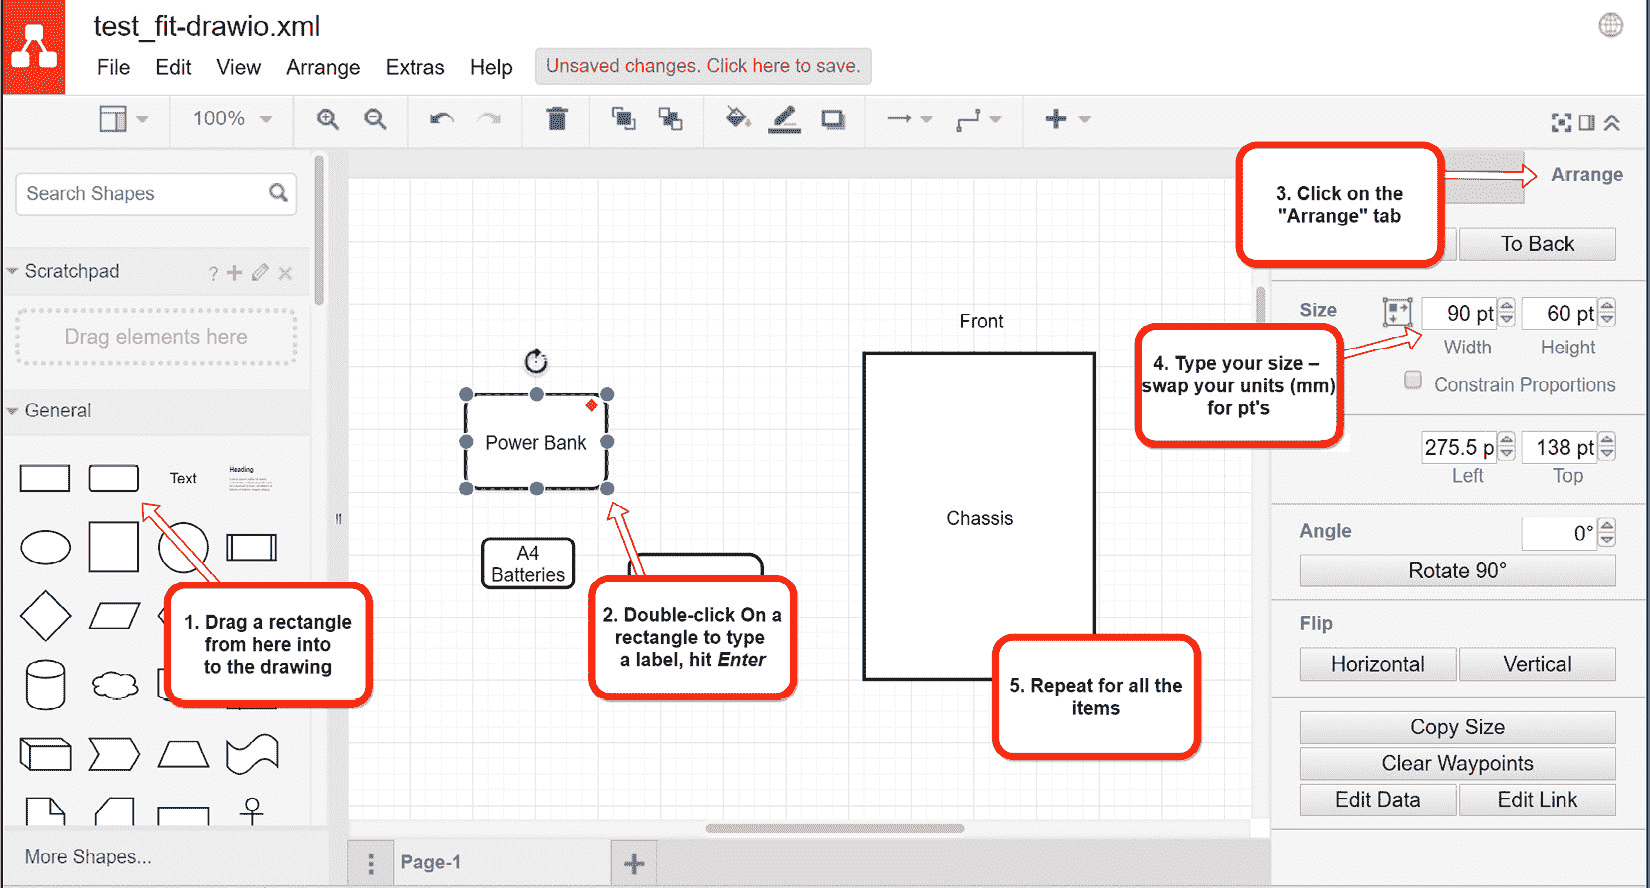 test_fit-drawio.xml
File Edit View Arrange Extras Help Unsaved changes. Click here to save.
100%
Search Shapes
Scratchpad ?
Drag elements here
General
Text
Heading
1. Drag a rectangle
from here into
to the drawing
More Shapes...
Power Bank
A4
Batteries
2. Double-click On a
rectangle to type
a label, hit Enter
Front
Chassis
5. Repeat for all the
items
Page-1
3. Click on the
"Arrange" tab
Arrange
To Back
4. Type your size –
swap your units (mm)
for pt's
Size 90 pt 60 pt
Width Height
Constrain Proportions
275.5 p 138 pt
Left Top
Angle 0°
Rotate 90°
Flip
Horizontal Vertical
Copy Size
Clear Waypoints
Edit Data Edit Link